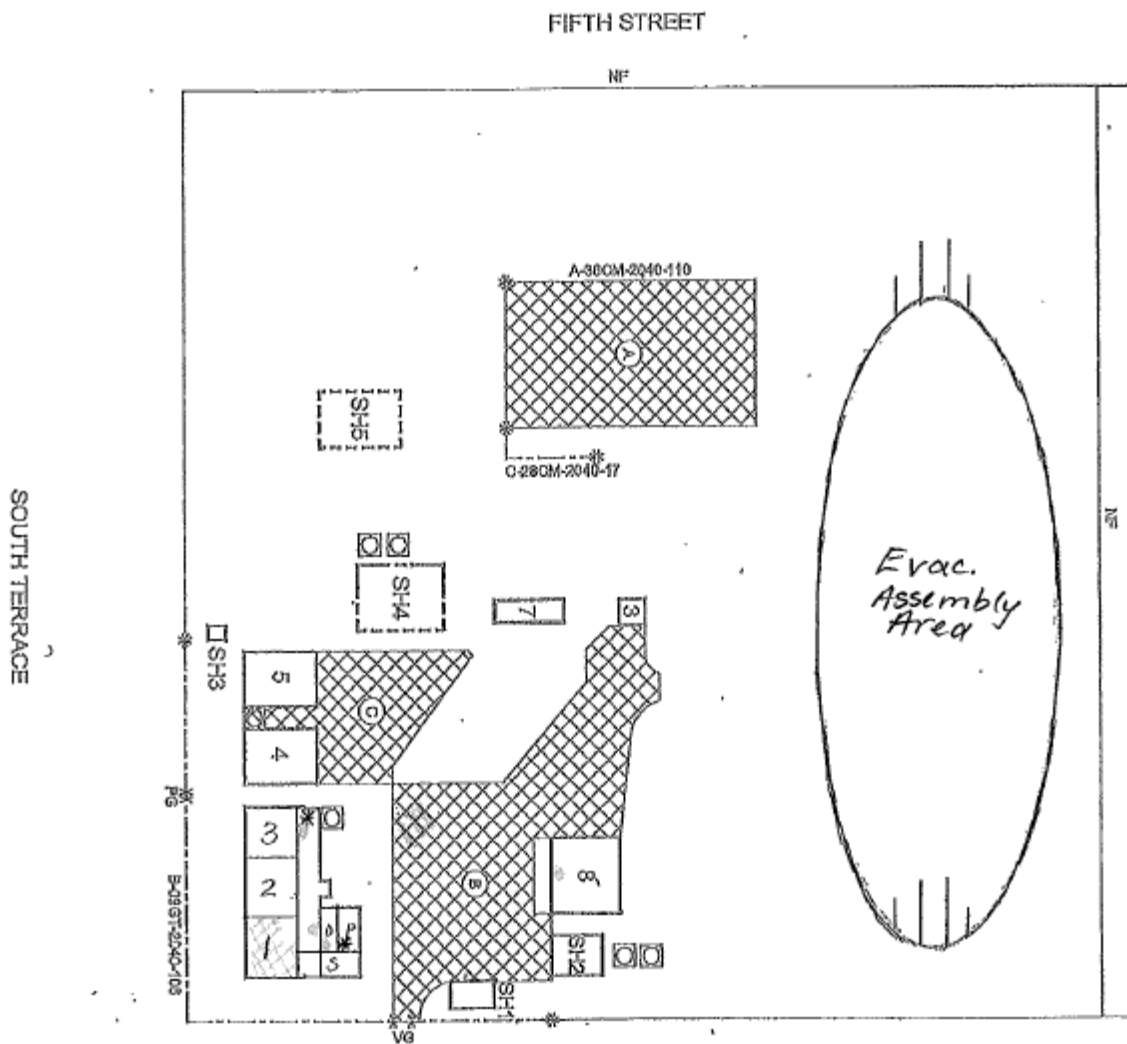 FIFTH STREET
NF
A-30CM-2040-110
A
SH5
C-28CM-2040-17
NF
SOUTH TERRACE
Evac.
Assembly
Area
SH4
7
3
SH3
5
C
4
PG
3
2
1
D
P
S
B
8
SH2
SH1
VG